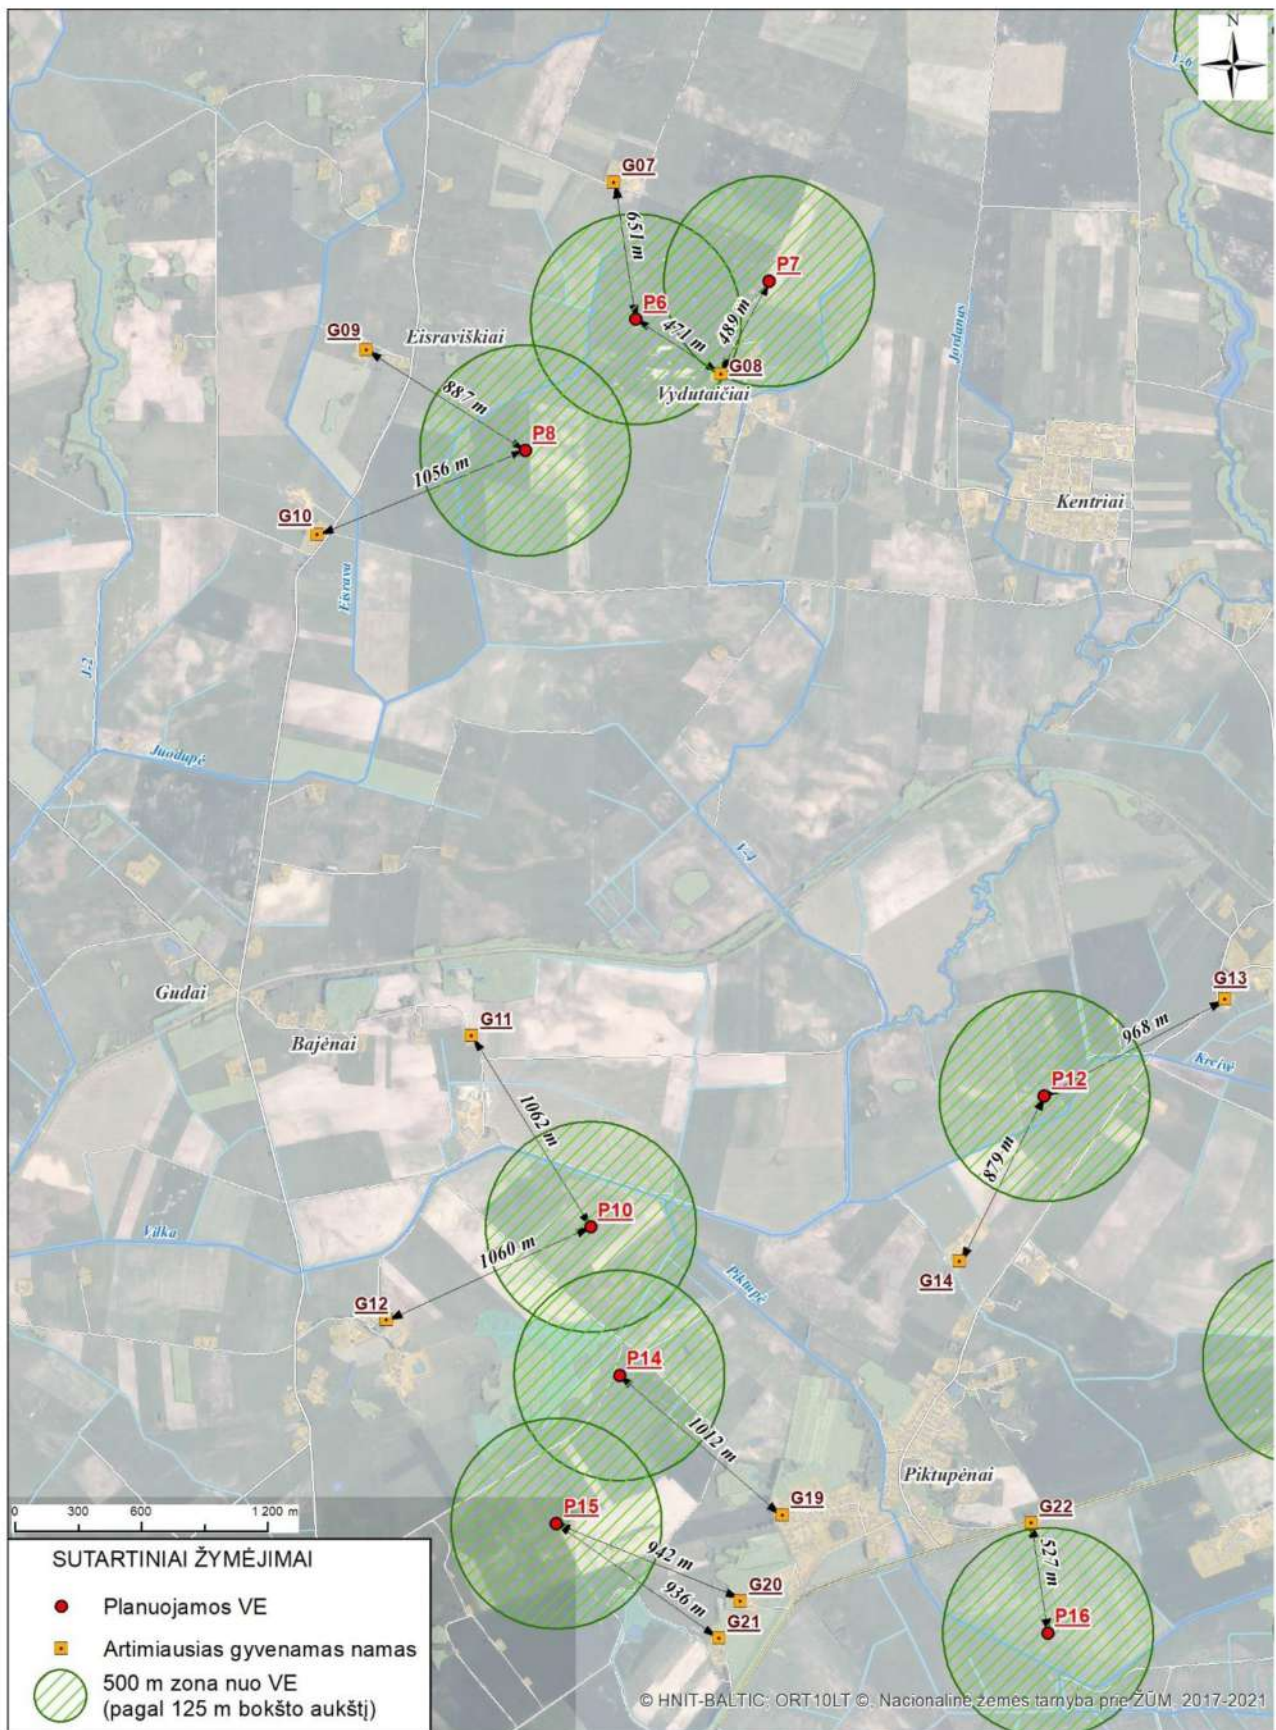 N
V-6
G07
651 m
P7
P6
489 m
471 m
G09
Eisraviškiai
G08
Vydutaičiai
Jordanas
887 m
P8
1056 m
G10
Kentriai
Eisrava
J-2
Juodupė
V-4
Gudai
G11
Bajėnai
G13
968 m
Krčivė
P12
1062 m
879 m
P10
Vilka
1060 m
Piktupė
G14
G12
P14
1012 m
Piktupėnai
P15
G19
G22
942 m
527 m
936 m
G20
G21
P16
0 300 600 1 200 m
SUTARTINIAI ŽYMĖJIMAI
Planuojamos VE
Artimiausias gyvenamas namas
500 m zona nuo VE
(pagal 125 m bokšto aukštį)
© HNIT-BALTIC; ORT10LT ©, Nacionalinė žemės tarnyba prie ŽŪM, 2017-2021